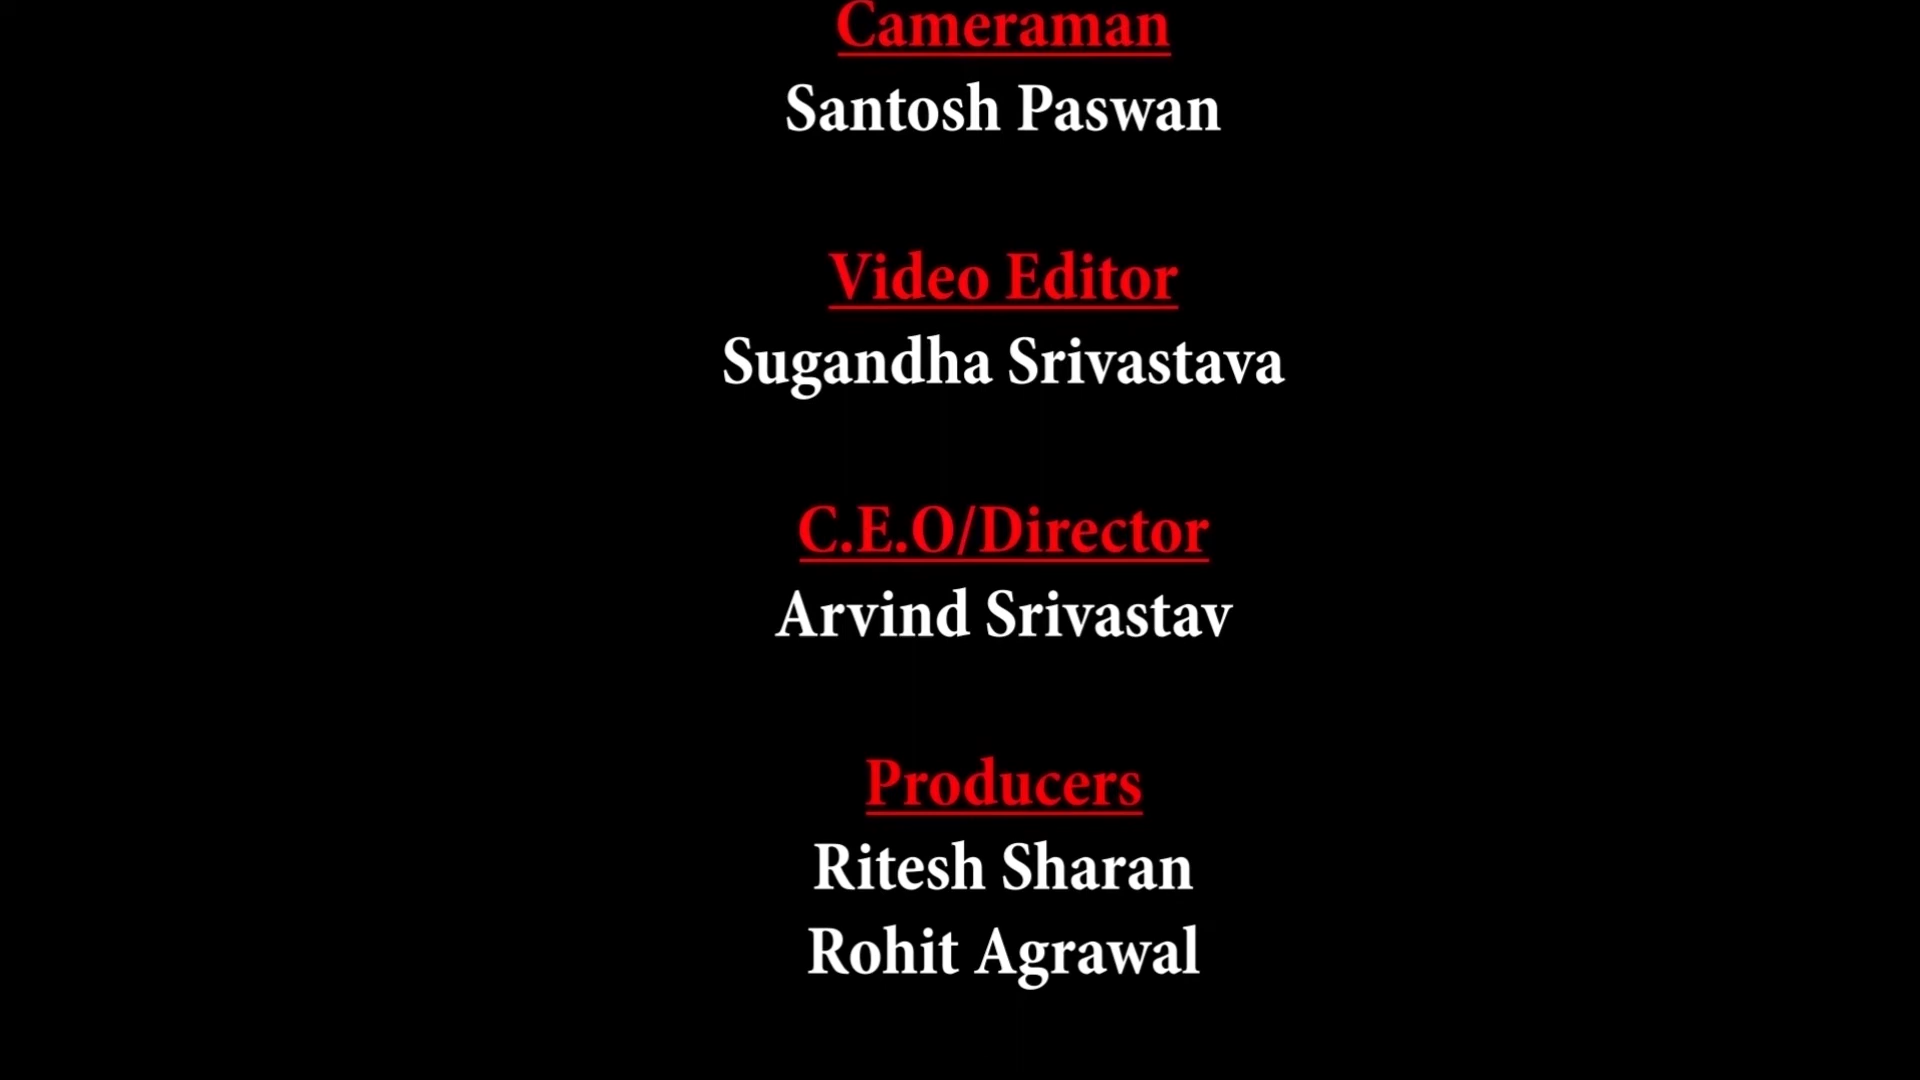 Cameraman
Santosh Paswan
Video Editor
Sugandha Srivastava
C.E.O/Director
Arvind Srivastav
Producers
Ritesh Sharan
Rohit Agrawal